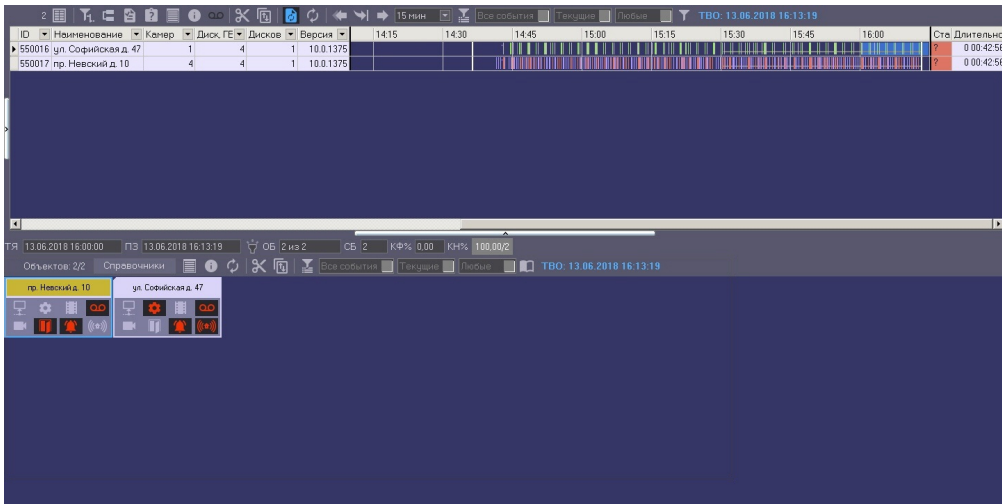 2 15 мин Все события Текущие Любые ТВО: 13.06.2018 16:13:19
ID Наименование Камер Диск, ГБ Дисков Версия 14:15 14:30 14:45 15:00 15:15 15:30 15:45 16:00 Ста Длительно
550016 ул. Софийская д. 47 1 4 1 10.0.1375 ? 0 00:42:56
550017 пр. Невский д. 10 4 4 1 10.0.1375 ? 0 00:42:56
ТЯ 13.06.2018 16:00:00 ПЗ 13.06.2018 16:13:19 ОБ 2 из 2 СБ 2 КФ% 0,00 КН% 100,00/2
Объектов: 2/2 Справочники Все события Текущие Любые ТВО: 13.06.2018 16:13:19
пр. Невский д. 10 ул. Софийская д. 47